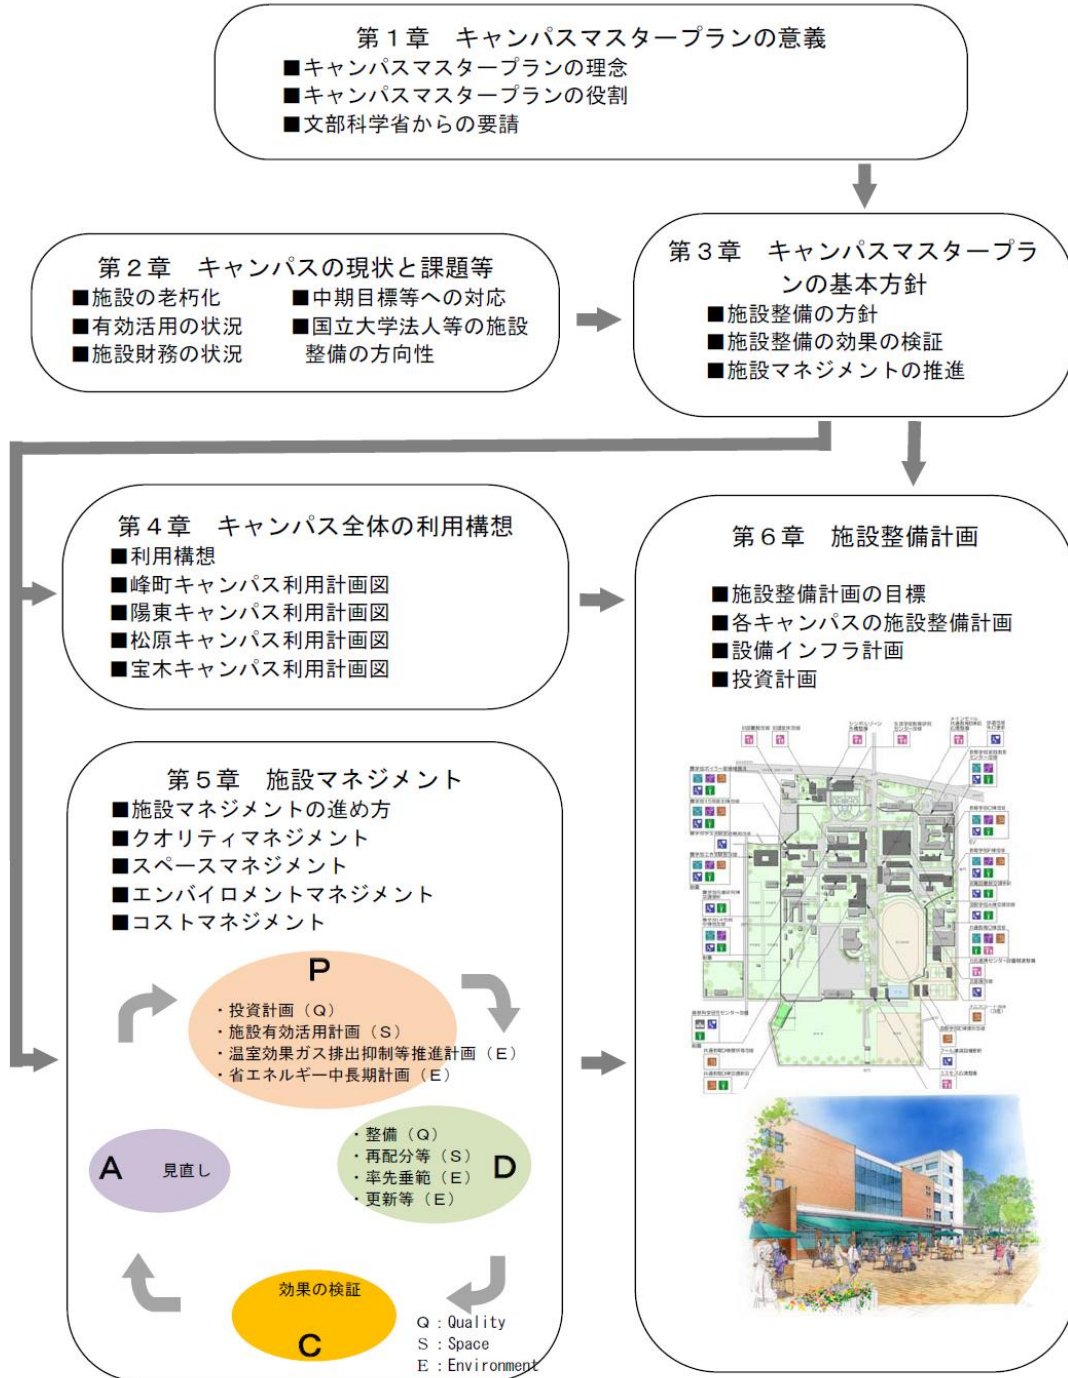 第１章　キャンパスマスタープランの意義
■キャンパスマスタープランの理念
■キャンパスマスタープランの役割
■文部科学省からの要請
第２章　キャンパスの現状と課題等
■施設の老朽化
■有効活用の状況
■施設財務の状況
■中期目標等への対応
■国立大学法人等の施設
整備の方向性
第３章　キャンパスマスタープラ
ンの基本方針
■施設整備の方針
■施設整備の効果の検証
■施設マネジメントの推進
第４章　キャンパス全体の利用構想
■利用構想
■峰町キャンパス利用計画図
■陽東キャンパス利用計画図
■松原キャンパス利用計画図
■宝木キャンパス利用計画図
第５章　施設マネジメント
■施設マネジメントの進め方
■クオリティマネジメント
■スペースマネジメント
■エンバイロメントマネジメント
■コストマネジメント
P
・投資計画（Ｑ）
・施設有効活用計画（Ｓ）
・温室効果ガス排出抑制等推進計画（Ｅ）
・省エネルギー中長期計画（Ｅ）
・整備（Ｑ）
・再配分等（Ｓ）
・率先垂範（Ｅ）
・更新等（Ｅ）
D
A　見直し
効果の検証
C
Ｑ：Quality
Ｓ：Space
Ｅ：Environment
第６章　施設整備計画
■施設整備計画の目標
■各キャンパスの施設整備計画
■設備インフラ計画
■投資計画